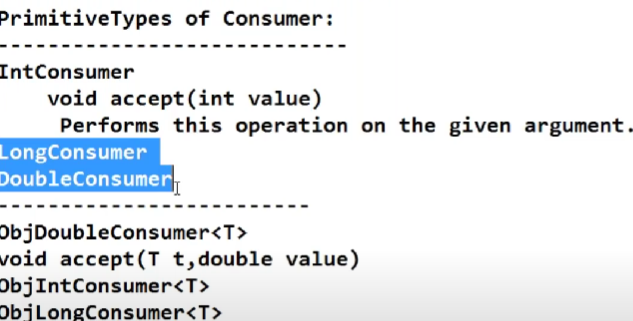 PrimitiveTypes of Consumer:
----------------------------
IntConsumer
void accept(int value)
Performs this operation on the given argument.
LongConsumer
DoubleConsumer
-------------------------
ObjDoubleConsumer<T>
void accept(T t,double value)
ObjIntConsumer<T>
ObjLongConsumer<T>